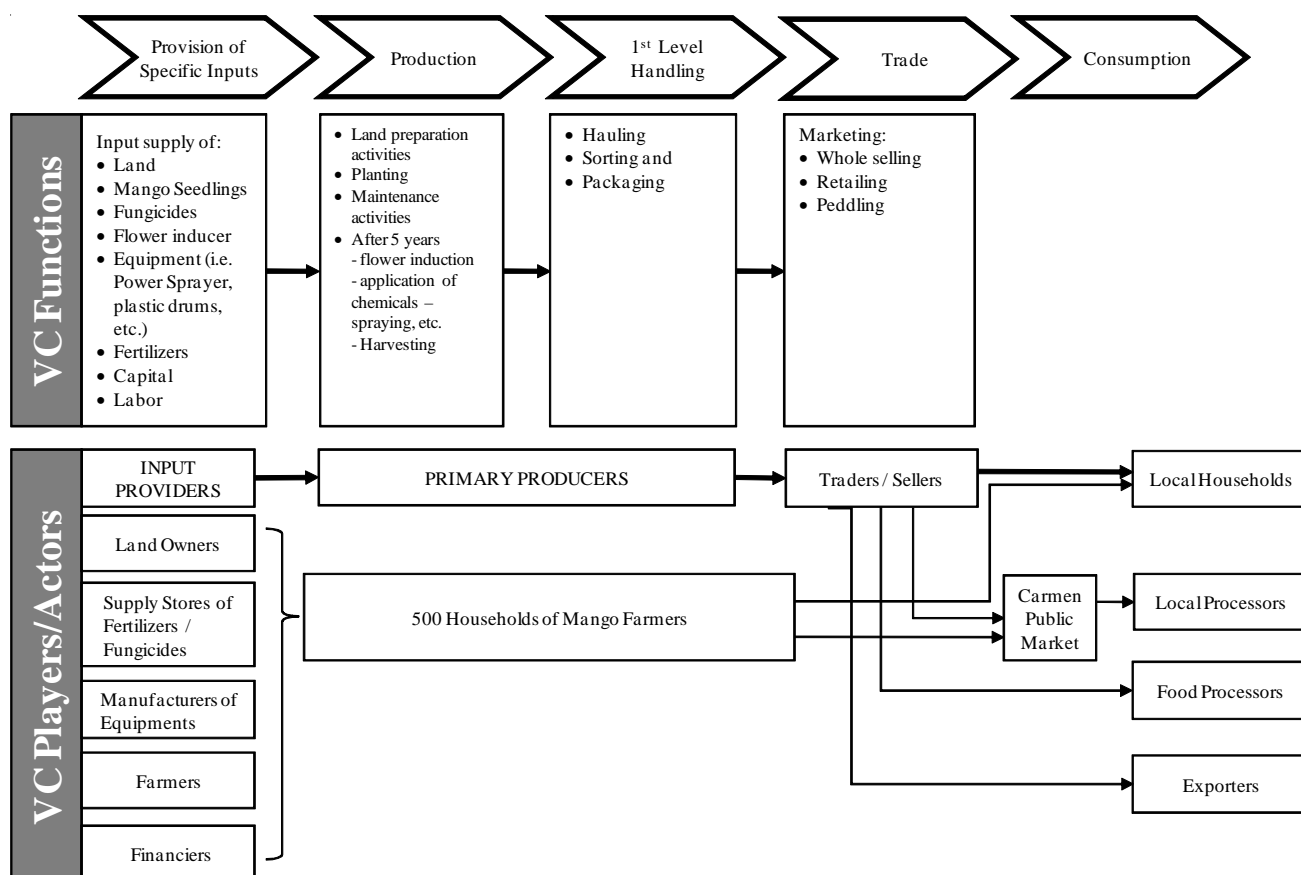 Provision of
Specific Inputs
Production
1st Level
Handling
Trade
Consumption
VC Functions
Input supply of:
• Land
• Mango Seedlings
• Fungicides
• Flower inducer
• Equipment (i.e.
Power Sprayer,
plastic drums,
etc.)
• Fertilizers
• Capital
• Labor
• Land preparation
activities
• Planting
• Maintenance
activities
• After 5 years
- flower induction
- application of
chemicals –
spraying, etc.
- Harvesting
• Hauling
• Sorting and
• Packaging
Marketing:
• Whole selling
• Retailing
• Peddling
VC Players/Actors
INPUT
PROVIDERS
PRIMARY PRODUCERS
Traders / Sellers
Local Households
Land Owners
Supply Stores of
Fertilizers /
Fungicides
Manufacturers of
Equipments
Farmers
Financiers
500 Households of Mango Farmers
Carmen
Public
Market
Local Processors
Food Processors
Exporters